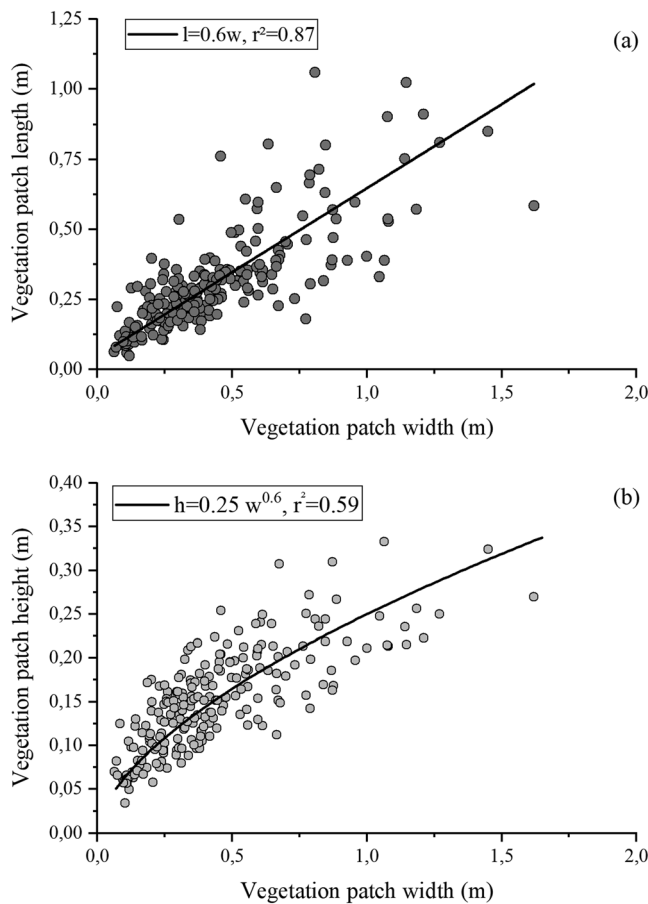 1,25
l=0.6w, r²=0.87
(a)
1,00
0,75
0,50
0,25
0,00
Vegetation patch length (m)
0,0 0,5 1,0 1,5 2,0
Vegetation patch width (m)
0,40
h=0.25 w^0.6, r²=0.59
(b)
0,35
0,30
0,25
0,20
0,15
0,10
0,05
0,00
Vegetation patch height (m)
0,0 0,5 1,0 1,5 2,0
Vegetation patch width (m)